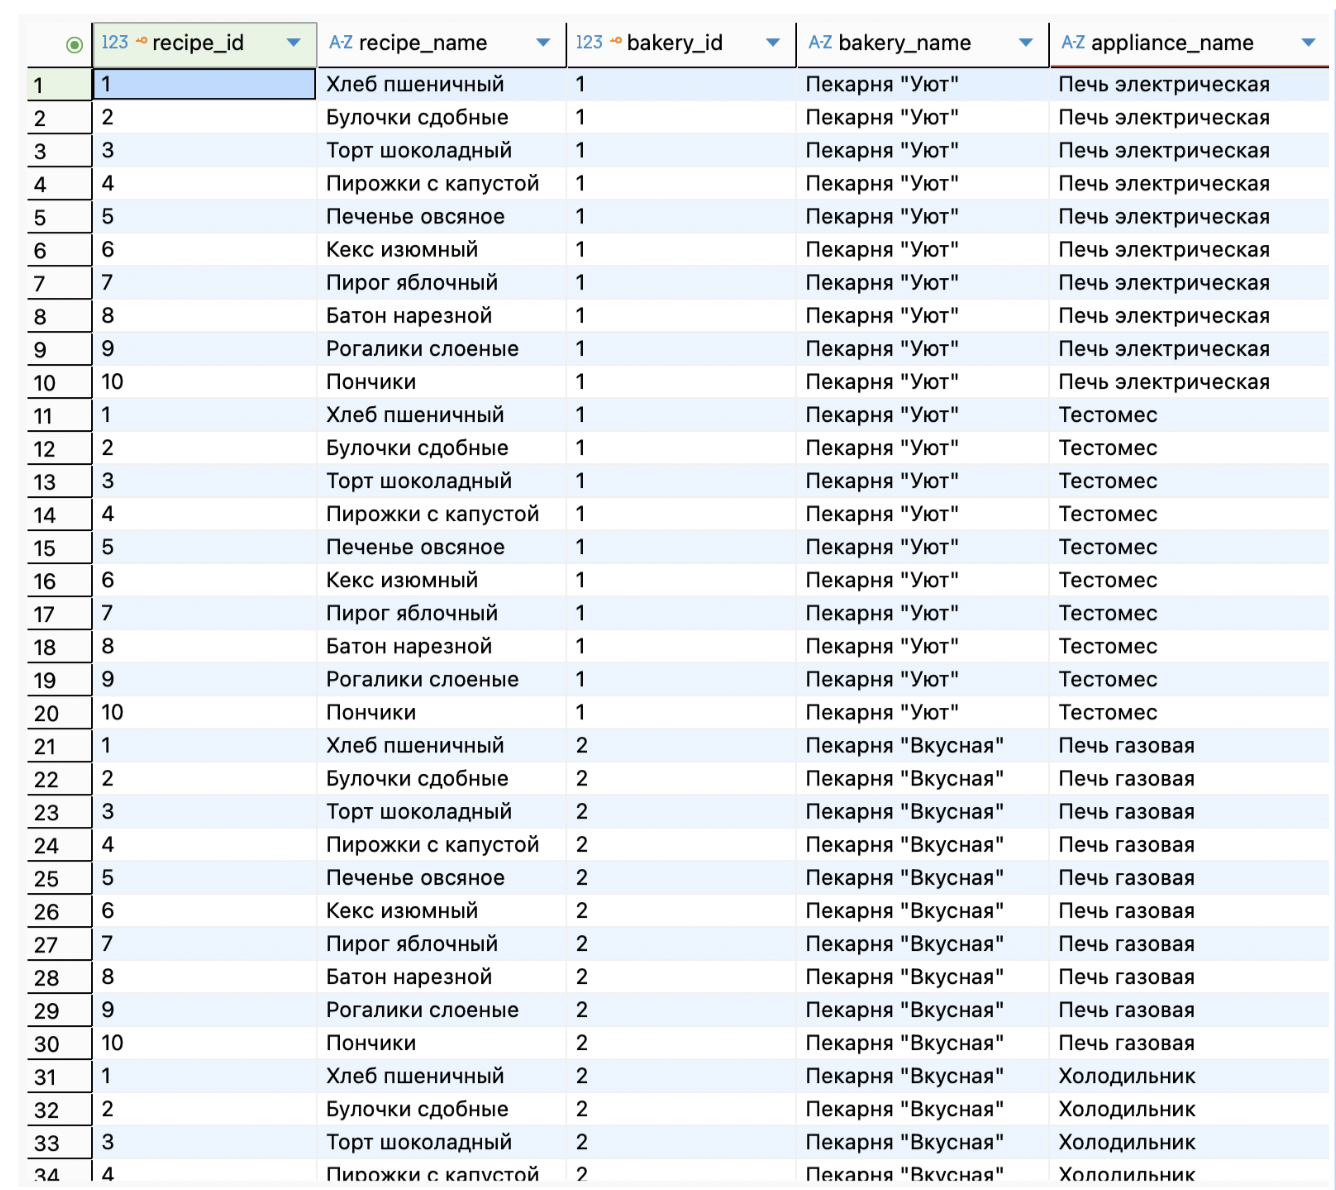 123 recipe_id A-Z recipe_name 123 bakery_id A-Z bakery_name A-Z appliance_name
1 1 Хлеб пшеничный 1 Пекарня "Уют" Печь электрическая
2 2 Булочки сдобные 1 Пекарня "Уют" Печь электрическая
3 3 Торт шоколадный 1 Пекарня "Уют" Печь электрическая
4 4 Пирожки с капустой 1 Пекарня "Уют" Печь электрическая
5 5 Печенье овсяное 1 Пекарня "Уют" Печь электрическая
6 6 Кекс изюмный 1 Пекарня "Уют" Печь электрическая
7 7 Пирог яблочный 1 Пекарня "Уют" Печь электрическая
8 8 Батон нарезной 1 Пекарня "Уют" Печь электрическая
9 9 Рогалики слоеные 1 Пекарня "Уют" Печь электрическая
10 10 Пончики 1 Пекарня "Уют" Печь электрическая
11 1 Хлеб пшеничный 1 Пекарня "Уют" Тестомес
12 2 Булочки сдобные 1 Пекарня "Уют" Тестомес
13 3 Торт шоколадный 1 Пекарня "Уют" Тестомес
14 4 Пирожки с капустой 1 Пекарня "Уют" Тестомес
15 5 Печенье овсяное 1 Пекарня "Уют" Тестомес
16 6 Кекс изюмный 1 Пекарня "Уют" Тестомес
17 7 Пирог яблочный 1 Пекарня "Уют" Тестомес
18 8 Батон нарезной 1 Пекарня "Уют" Тестомес
19 9 Рогалики слоеные 1 Пекарня "Уют" Тестомес
20 10 Пончики 1 Пекарня "Уют" Тестомес
21 1 Хлеб пшеничный 2 Пекарня "Вкусная" Печь газовая
22 2 Булочки сдобные 2 Пекарня "Вкусная" Печь газовая
23 3 Торт шоколадный 2 Пекарня "Вкусная" Печь газовая
24 4 Пирожки с капустой 2 Пекарня "Вкусная" Печь газовая
25 5 Печенье овсяное 2 Пекарня "Вкусная" Печь газовая
26 6 Кекс изюмный 2 Пекарня "Вкусная" Печь газовая
27 7 Пирог яблочный 2 Пекарня "Вкусная" Печь газовая
28 8 Батон нарезной 2 Пекарня "Вкусная" Печь газовая
29 9 Рогалики слоеные 2 Пекарня "Вкусная" Печь газовая
30 10 Пончики 2 Пекарня "Вкусная" Печь газовая
31 1 Хлеб пшеничный 2 Пекарня "Вкусная" Холодильник
32 2 Булочки сдобные 2 Пекарня "Вкусная" Холодильник
33 3 Торт шоколадный 2 Пекарня "Вкусная" Холодильник
34 4 Пирожки с капустой 2 Пекарня "Вкусная" Холодильник